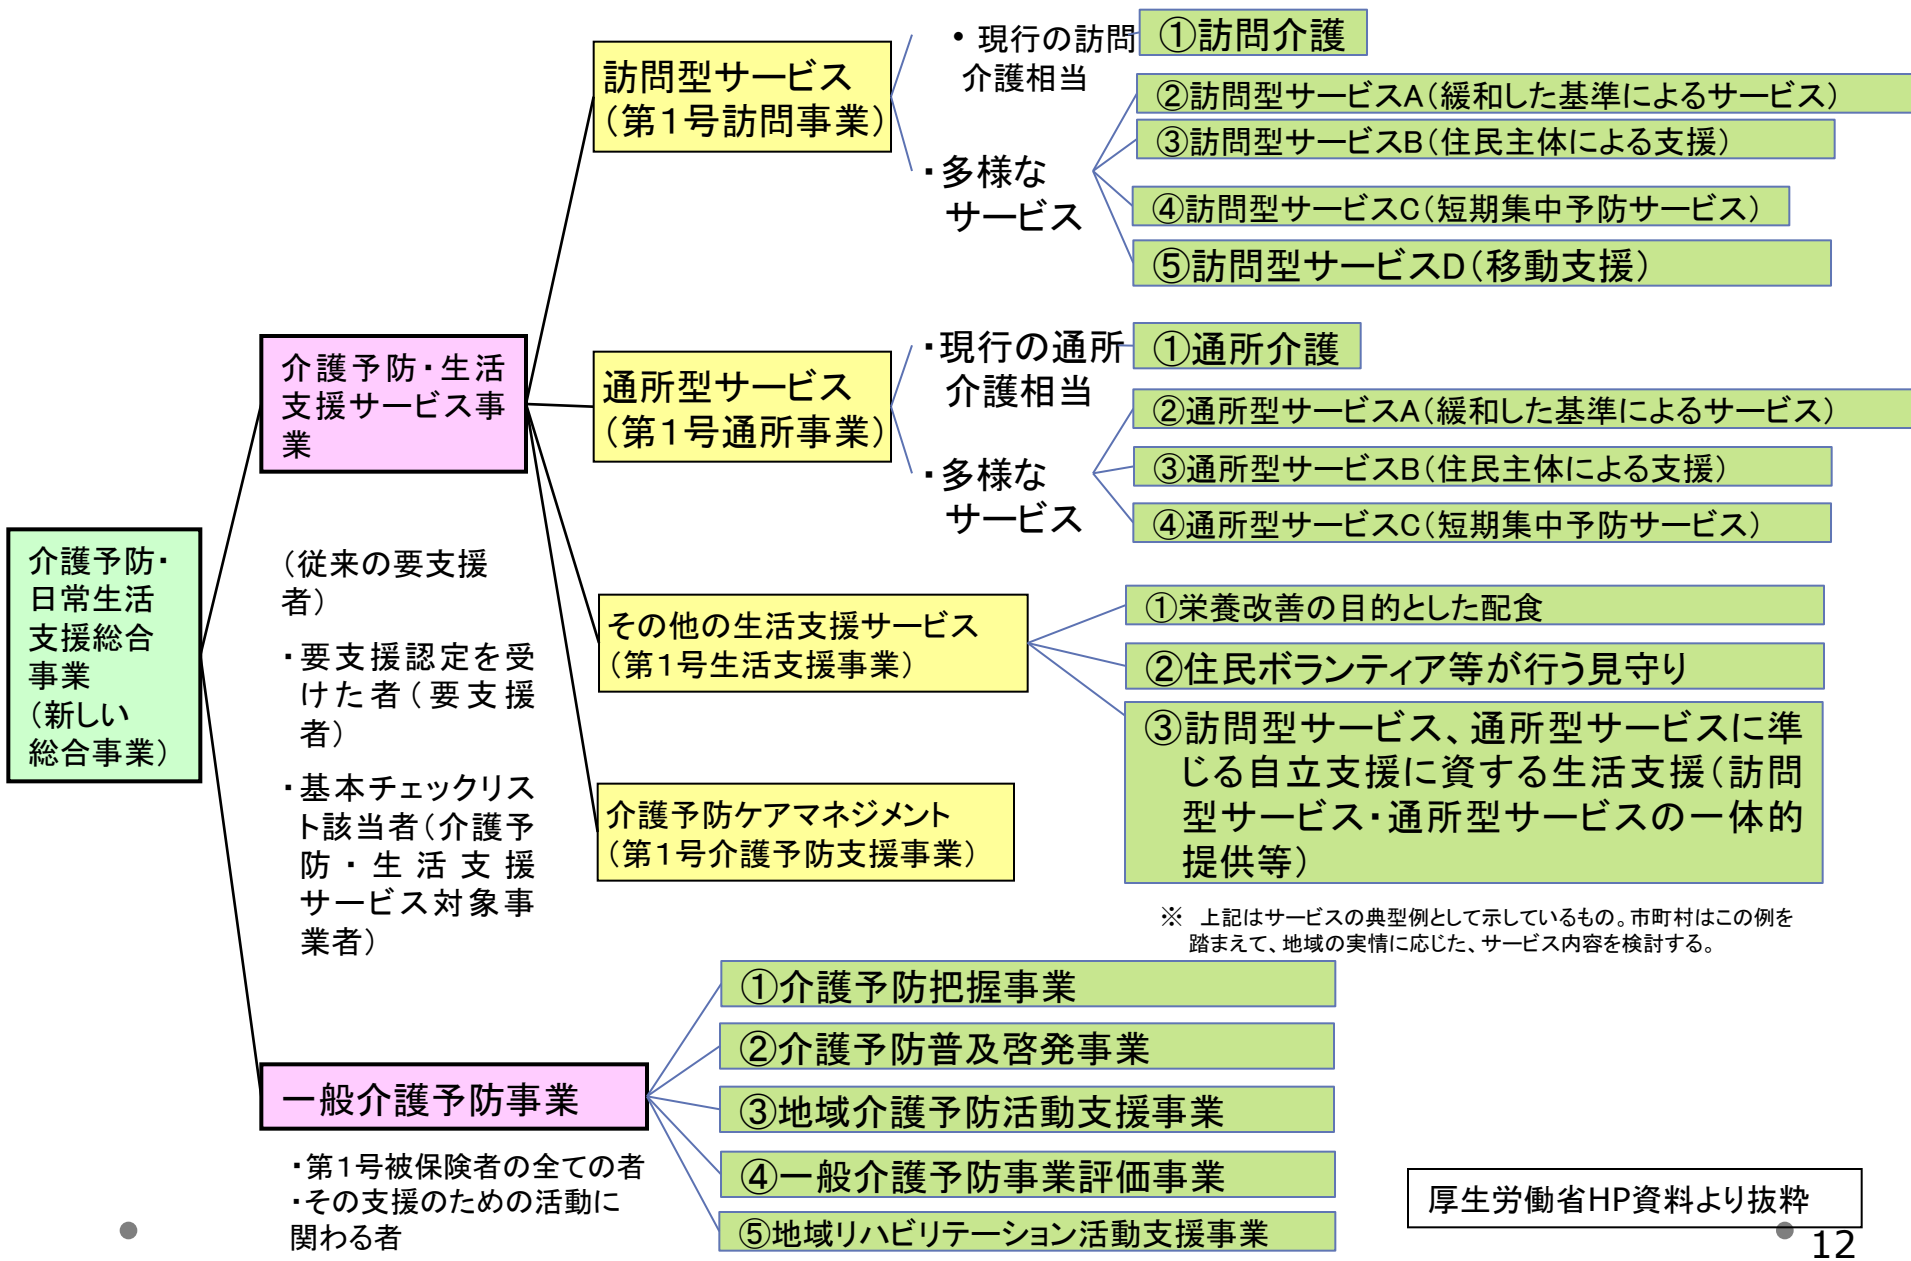 介護予防・
日常生活
支援総合
事業
（新しい
総合事業）
介護予防・生活
支援サービス事
業
（従来の要支援
者）
・要支援認定を受
けた者（要支援
者）
・基本チェックリス
ト該当者（介護予
防・生活支援
サービス対象事
業者）
訪問型サービス
（第１号訪問事業）
• 現行の訪問
介護相当
①訪問介護
・多様な
サービス
②訪問型サービスA（緩和した基準によるサービス）
③訪問型サービスB（住民主体による支援）
④訪問型サービスC（短期集中予防サービス）
⑤訪問型サービスD（移動支援）
通所型サービス
（第１号通所事業）
・現行の通所
介護相当
①通所介護
・多様な
サービス
②通所型サービスA（緩和した基準によるサービス）
③通所型サービスB（住民主体による支援）
④通所型サービスC（短期集中予防サービス）
その他の生活支援サービス
（第１号生活支援事業）
①栄養改善の目的とした配食
②住民ボランティア等が行う見守り
③訪問型サービス、通所型サービスに準
じる自立支援に資する生活支援（訪問
型サービス・通所型サービスの一体的
提供等）
介護予防ケアマネジメント
（第１号介護予防支援事業）
※　上記はサービスの典型例として示しているもの。市町村はこの例を
踏まえて、地域の実情に応じた、サービス内容を検討する。
一般介護予防事業
・第１号被保険者の全ての者
・その支援のための活動に
関わる者
①介護予防把握事業
②介護予防普及啓発事業
③地域介護予防活動支援事業
④一般介護予防事業評価事業
⑤地域リハビリテーション活動支援事業
厚生労働省HP資料より抜粋
12